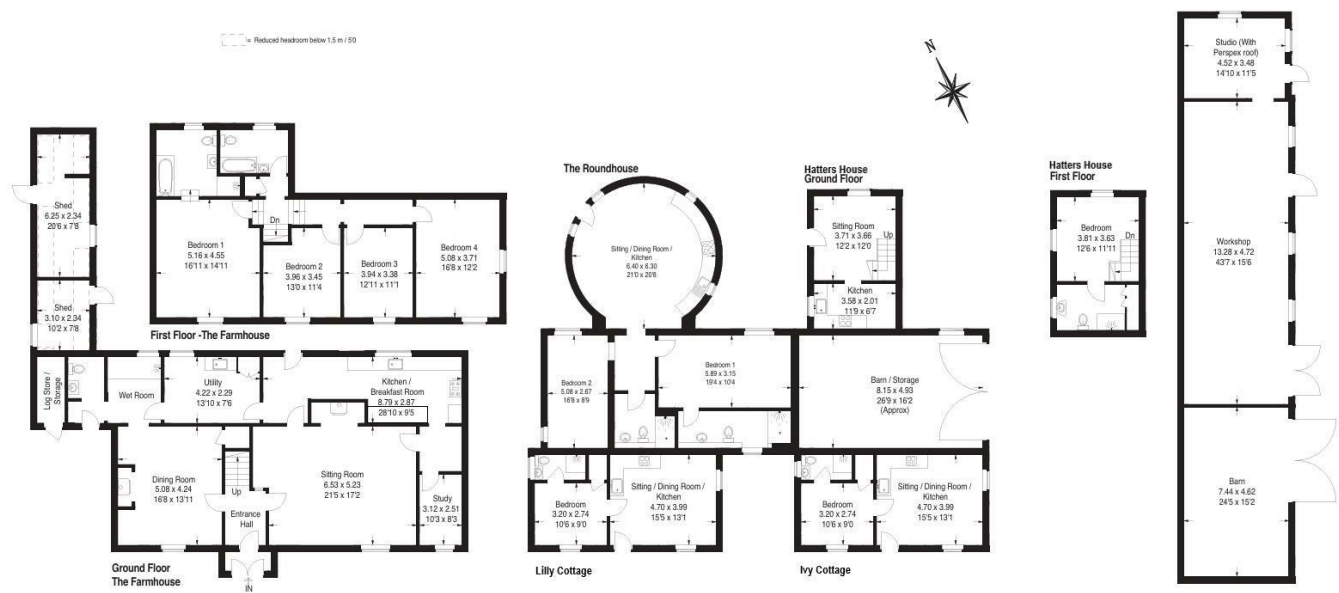 = Reduced headroom below 1.5 m / 5'0
N
Shed
6.25 x 2.34
20'6 x 7'8
Shed
3.10 x 2.34
10'2 x 7'8
Dn
Bedroom 1
5.16 x 4.55
16'11 x 14'11
Bedroom 2
3.96 x 3.45
13'0 x 11'4
Bedroom 3
3.94 x 3.38
12'11 x 11'1
Bedroom 4
5.08 x 3.71
16'8 x 12'2
First Floor -The Farmhouse
Log Store /
Storage
Wet Room
Utility
4.22 x 2.29
13'10 x 7'6
Kitchen /
Breakfast Room
8.79 x 2.87
28'10 x 9'5
Dining Room
5.08 x 4.24
16'8 x 13'11
Up
Entrance
Hall
Sitting Room
6.53 x 5.23
21'5 x 17'2
Study
3.12 x 2.51
10'3 x 8'3
IN
Ground Floor
The Farmhouse
The Roundhouse
Sitting / Dining Room /
Kitchen
6.40 x 6.30
21'0 x 20'8
Bedroom 2
5.08 x 2.67
16'8 x 8'9
Bedroom 1
5.89 x 3.15
19'4 x 10'4
Hatters House
Ground Floor
Sitting Room
3.71 x 3.66
12'2 x 12'0
Up
Kitchen
3.58 x 2.01
11'9 x 6'7
Barn / Storage
8.15 x 4.93
26'9 x 16'2
(Approx)
Bedroom
3.20 x 2.74
10'6 x 9'0
Sitting / Dining Room /
Kitchen
4.70 x 3.99
15'5 x 13'1
Lilly Cottage
Bedroom
3.20 x 2.74
10'6 x 9'0
Sitting / Dining Room /
Kitchen
4.70 x 3.99
15'5 x 13'1
Ivy Cottage
Hatters House
First Floor
Bedroom
3.81 x 3.63
12'6 x 11'11
Dn
Studio (With
Perspex roof)
4.52 x 3.48
14'10 x 11'5
Workshop
13.28 x 4.72
43'7 x 15'6
Barn
7.44 x 4.62
24'5 x 15'2